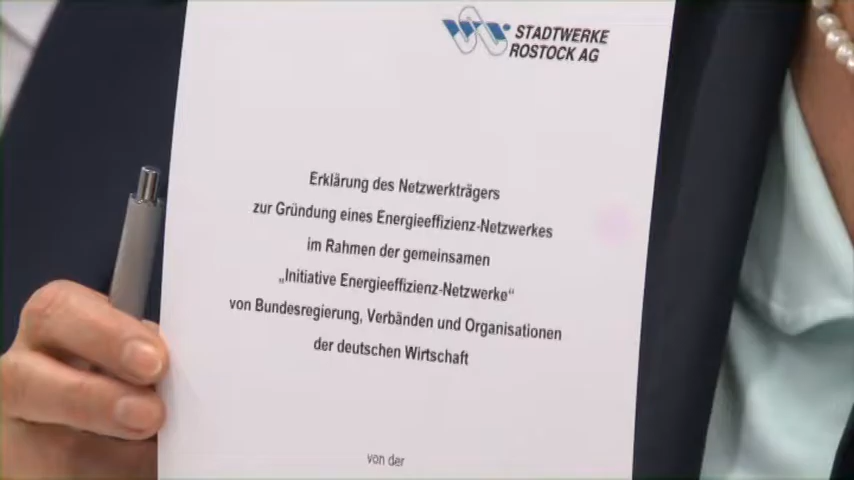 STADTWERKE
ROSTOCK AG
Erklärung des Netzwerkträgers
zur Gründung eines Energieeffizienz-Netzwerkes
im Rahmen der gemeinsamen
„Initiative Energieeffizienz-Netzwerke“
von Bundesregierung, Verbänden und Organisationen
der deutschen Wirtschaft
von der